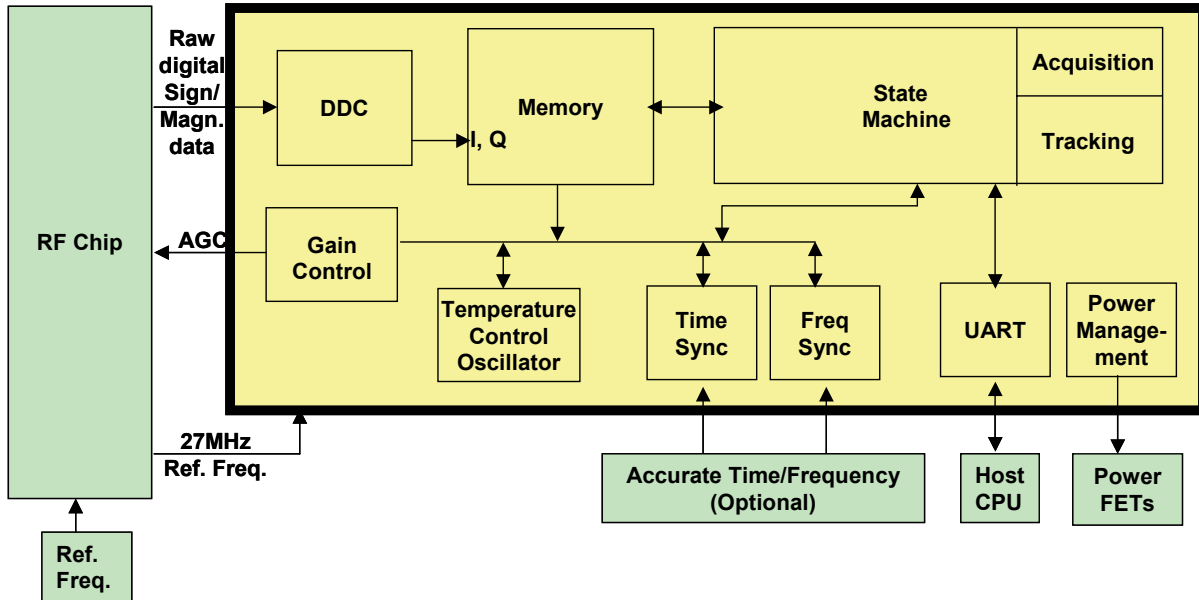 Raw
digital
Sign/
Magn.
data
DDC
I, Q
Memory
State
Machine
Acquisition
Tracking
RF Chip
AGC
Gain
Control
Temperature
Control
Oscillator
Time
Sync
Freq
Sync
UART
Power
Manage-
ment
27MHz
Ref. Freq.
Accurate Time/Frequency
(Optional)
Host
CPU
Power
FETs
Ref.
Freq.